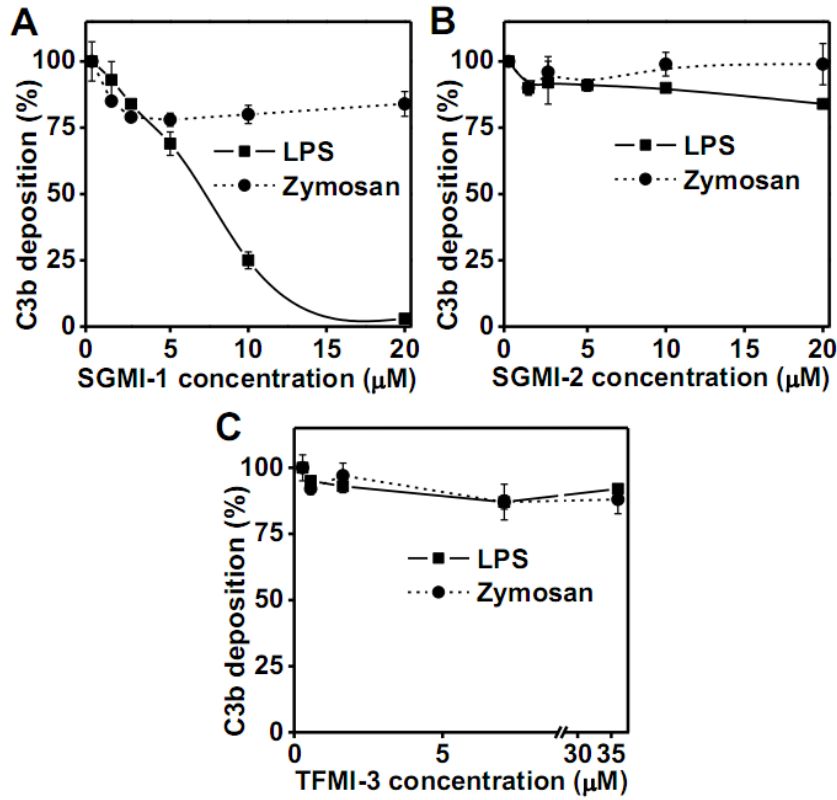 A
C3b deposition (%)
100
75
50
25
0
LPS
Zymosan
0 5 10 15 20
SGMI-1 concentration (μM)
B
C3b deposition (%)
100
75
50
25
0
LPS
Zymosan
0 5 10 15 20
SGMI-2 concentration (μM)
C
C3b deposition (%)
100
75
50
25
0
LPS
Zymosan
0 5 30 35
TFMI-3 concentration (μM)